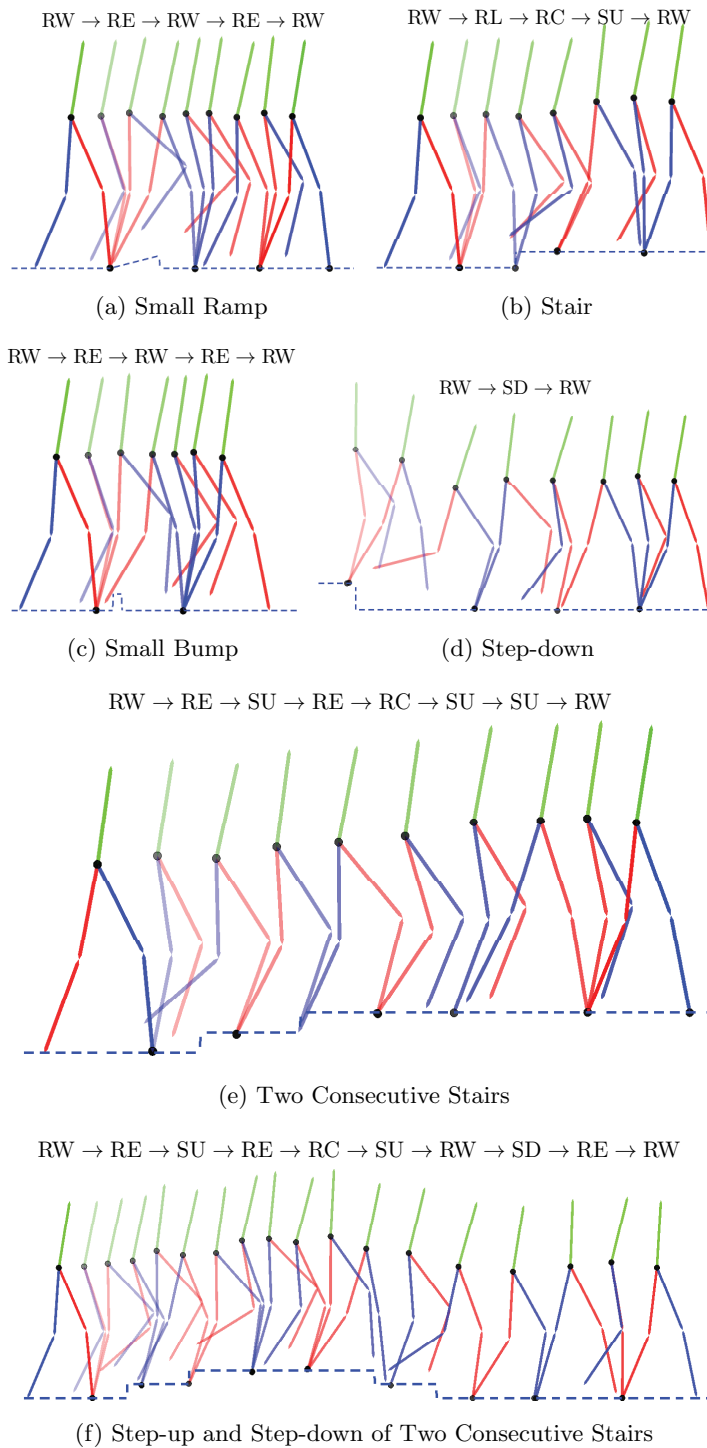 RW → RE → RW → RE → RW
RW → RL → RC → SU → RW
(a) Small Ramp
(b) Stair
RW → RE → RW → RE → RW
RW → SD → RW
(c) Small Bump
(d) Step-down
RW → RE → SU → RE → RC → SU → SU → RW
(e) Two Consecutive Stairs
RW → RE → SU → RE → RC → SU → RW → SD → RE → RW
(f) Step-up and Step-down of Two Consecutive Stairs